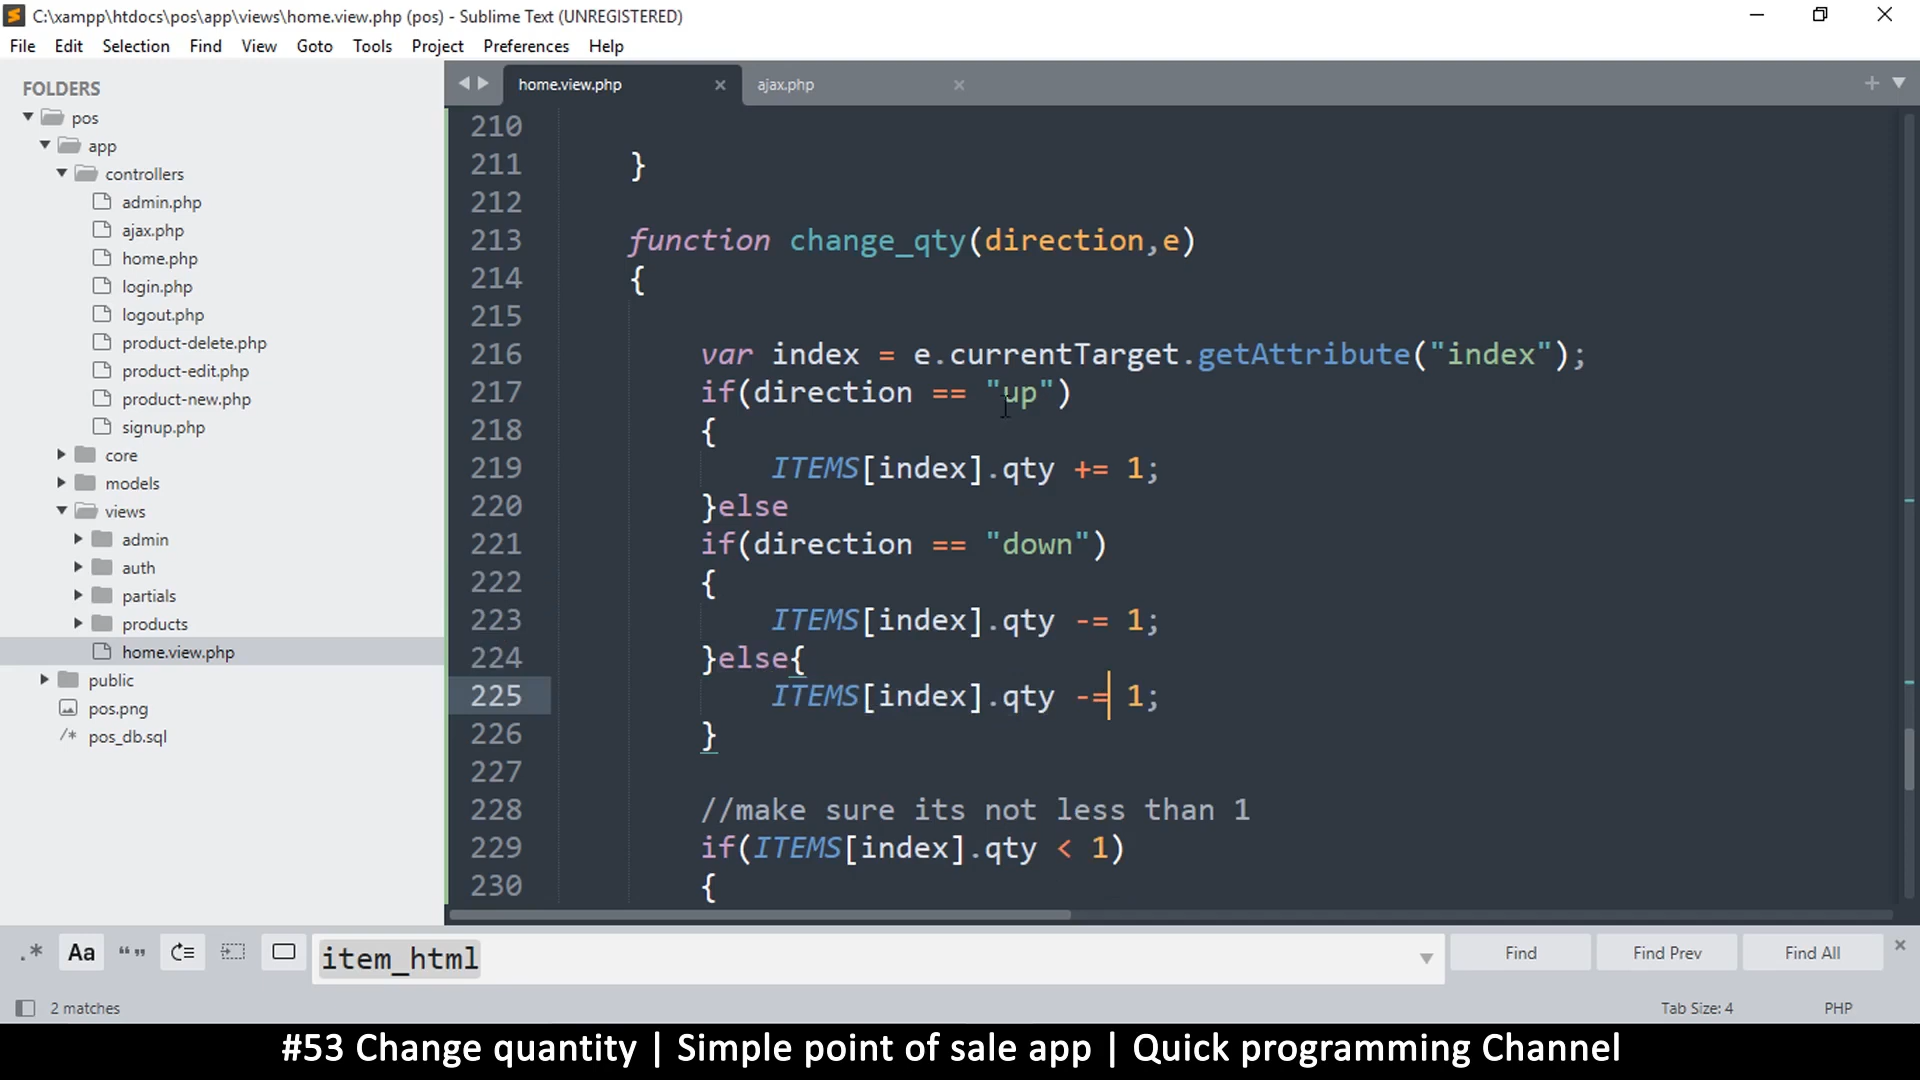 C:\xampp\htdocs\pos\app\views\home.view.php (pos) - Sublime Text (UNREGISTERED)
File Edit Selection Find View Goto Tools Project Preferences Help
FOLDERS
pos
app
controllers
admin.php
ajax.php
home.php
login.php
logout.php
product-delete.php
product-edit.php
product-new.php
signup.php
core
models
views
admin
auth
partials
products
home.view.php
public
pos.png
/* pos_db.sql
home.view.php × ajax.php ×
210
211 }
212
213 function change_qty(direction,e)
214 {
215
216 var index = e.currentTarget.getAttribute("index");
217 if(direction == "up")
218 {
219 ITEMS[index].qty += 1;
220 }else
221 if(direction == "down")
222 {
223 ITEMS[index].qty -= 1;
224 }else{
225 ITEMS[index].qty -= 1;
226 }
227
228 //make sure its not less than 1
229 if(ITEMS[index].qty < 1)
230 {
.* Aa “” item_html Find Find Prev Find All
2 matches Tab Size: 4 PHP
#53 Change quantity | Simple point of sale app | Quick programming Channel